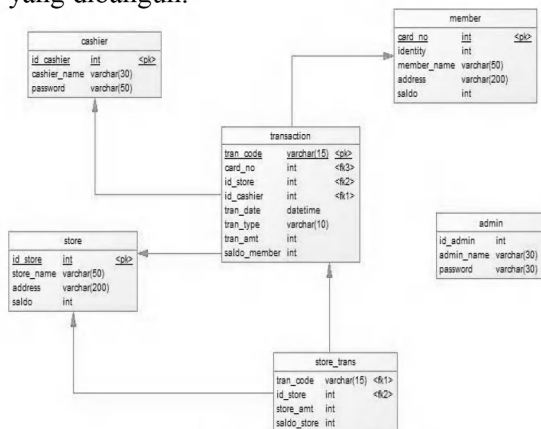 yang dibangun.
member
card_no int <pk>
identity int
member_name varchar(50)
address varchar(200)
saldo int
cashier
id_cashier int <pk>
cashier_name varchar(30)
password varchar(50)
transaction
tran_code varchar(15) <pk>
card_no int <fk3>
id_store int <fk2>
id_cashier int <fk1>
tran_date datetime
tran_type varchar(10)
tran_amt int
saldo_member int
admin
id_admin int
admin_name varchar(30)
password varchar(30)
store
id_store int <pk>
store_name varchar(50)
address varchar(200)
saldo int
store_trans
tran_code varchar(15) <fk1>
id_store int <fk2>
store_amt int
saldo_store int